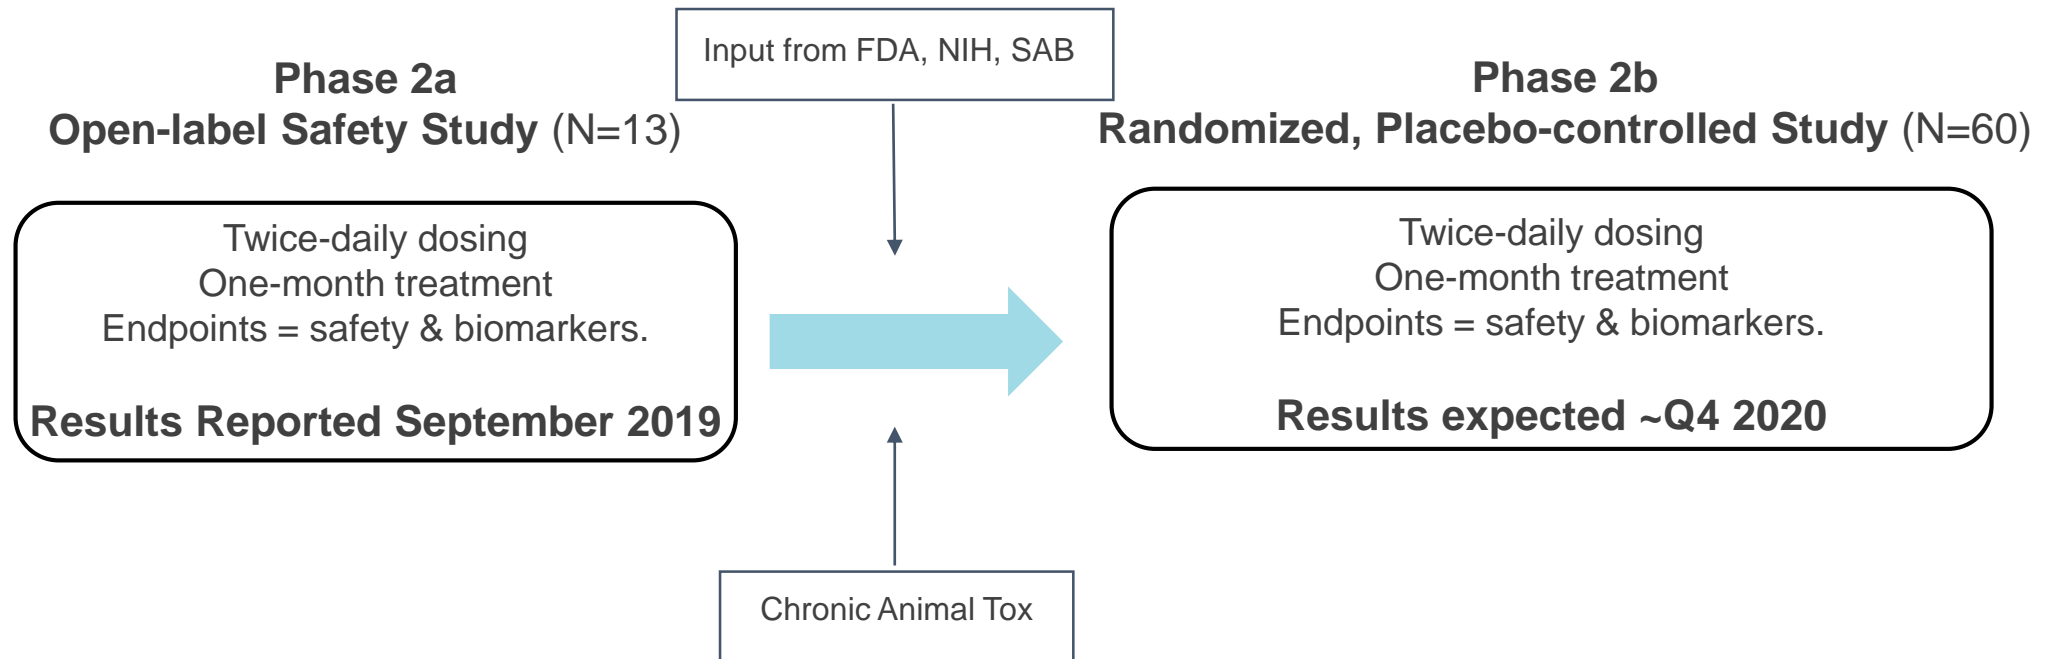 Input from FDA, NIH, SAB
Phase 2a
Open-label Safety Study (N=13)
Twice-daily dosing
One-month treatment
Endpoints = safety & biomarkers.
Results Reported September 2019
Phase 2b
Randomized, Placebo-controlled Study (N=60)
Twice-daily dosing
One-month treatment
Endpoints = safety & biomarkers.
Results expected ~Q4 2020
Chronic Animal Tox